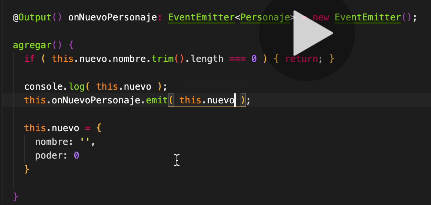 @Output() onNuevoPersonaje: EventEmitter<Personaje> = new EventEmitter();
agregar() {
if ( this.nuevo.nombre.trim().length === 0 ) { return; }
console.log( this.nuevo );
this.onNuevoPersonaje.emit( this.nuevo );
this.nuevo = {
nombre: '',
poder: 0
}
}